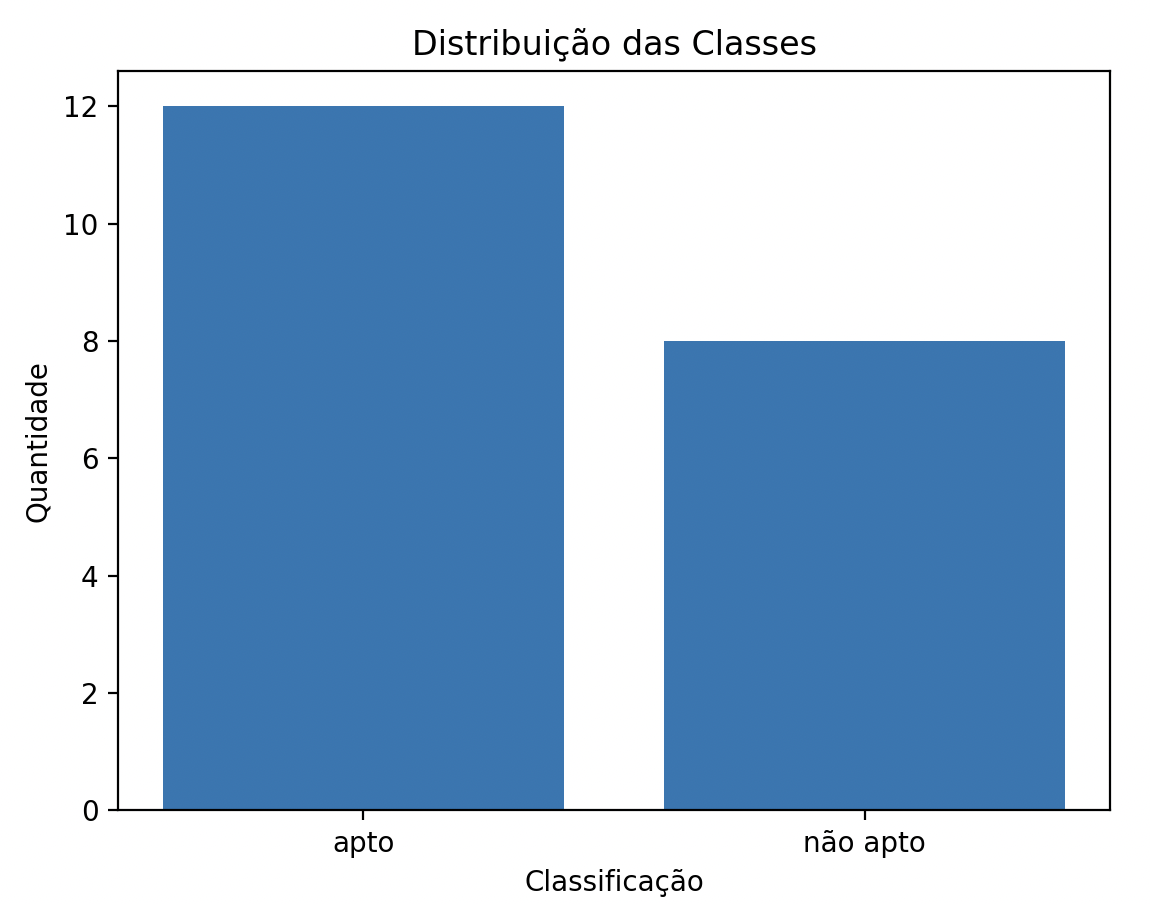 Distribuição das Classes
12
10
8
6
4
2
0
Quantidade
apto
não apto
Classificação